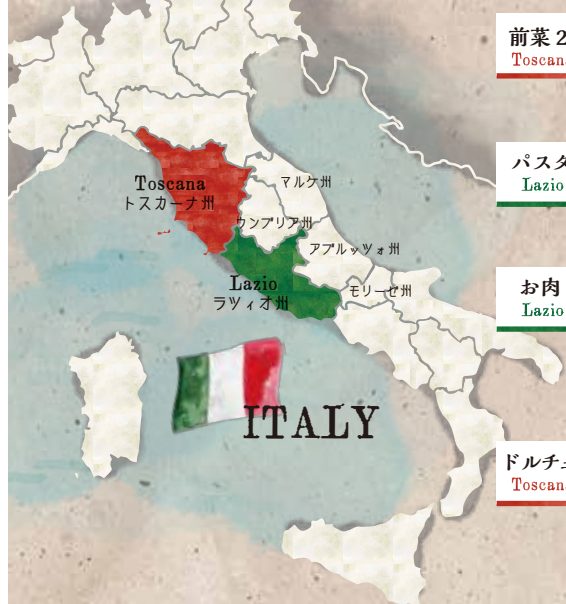 前菜 2
Toscana
パスタ
Lazio
お肉
Lazio
ドルチェ
Toscana
Toscana
トスカーナ州
マルケ州
ウンブリア州
アブルッツォ州
Lazio
ラツィオ州
モリーゼ州
ITALY